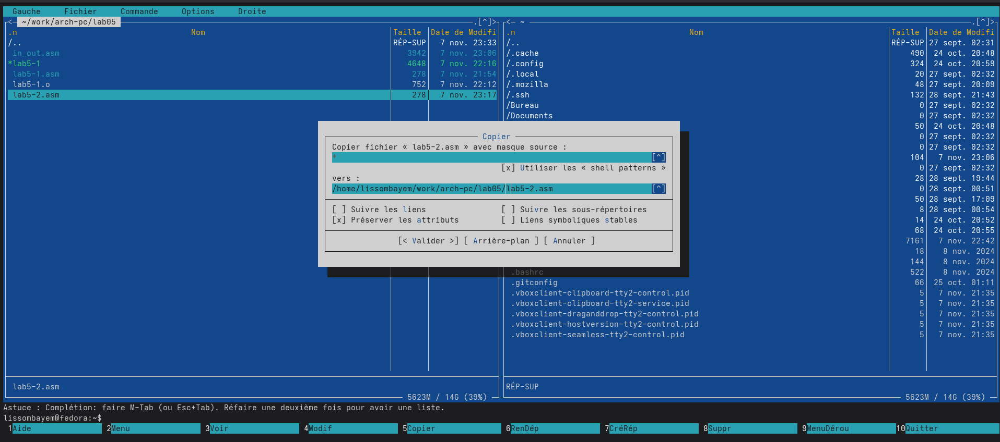 Gauche Fichier Commande Options Droite
<─ ~/work/arch-pc/lab05 .[^]> <─ ~ .[^]>
.n Nom Taille Date de Modifi .n Nom Taille Date de Modifi
/.. RÉP-SUP 7 nov. 23:33 /.. RÉP-SUP 27 sept. 02:31
in_out.asm 3942 7 nov. 23:06 /.cache 490 24 oct. 20:48
*lab5-1 4648 7 nov. 22:16 /.config 324 24 oct. 20:59
lab5-1.asm 278 7 nov. 21:54 /.local 20 27 sept. 02:32
lab5-1.o 752 7 nov. 22:12 /.mozilla 48 27 sept. 20:09
lab5-2.asm 278 7 nov. 23:17 /.ssh 132 28 sept. 21:43
/Bureau 0 27 sept. 02:32
/Documents 0 27 sept. 02:32
50 24 oct. 20:48
Copier 0 27 sept. 02:32
Copier fichier « lab5-2.asm » avec masque source : 0 27 sept. 02:32
* [^] 104 7 nov. 23:06
[x] Utiliser les « shell patterns » 0 27 sept. 02:32
vers : 28 28 sept. 19:44
/home/lissombayem/work/arch-pc/lab05/lab5-2.asm [^] 0 28 sept. 00:51
50 28 sept. 17:09
[ ] Suivre les liens [ ] Suivre les sous-répertoires 8 28 sept. 00:54
[x] Préserver les attributs [ ] Liens symboliques stables 14 24 oct. 20:52
68 24 oct. 20:55
[< Valider >] [ Arrière-plan ] [ Annuler ] 7161 7 nov. 22:42
18 8 nov. 2024
144 8 nov. 2024
.bashrc 522 8 nov. 2024
.gitconfig 66 25 oct. 01:11
.vboxclient-clipboard-tty2-control.pid 5 7 nov. 21:35
.vboxclient-clipboard-tty2-service.pid 5 7 nov. 21:35
.vboxclient-draganddrop-tty2-control.pid 5 7 nov. 21:35
.vboxclient-hostversion-tty2-control.pid 5 7 nov. 21:35
.vboxclient-seamless-tty2-control.pid 5 7 nov. 21:35
lab5-2.asm RÉP-SUP
5623M / 14G (39%) 5623M / 14G (39%)
Astuce : Complétion: faire M-Tab (ou Esc+Tab). Réfaire une deuxième fois pour avoir une liste.
lissombayem@fedora:~$
1Aide 2Menu 3Voir 4Modif 5Copier 6RenDép 7CréRép 8Suppr 9MenuDérou 10Quitter